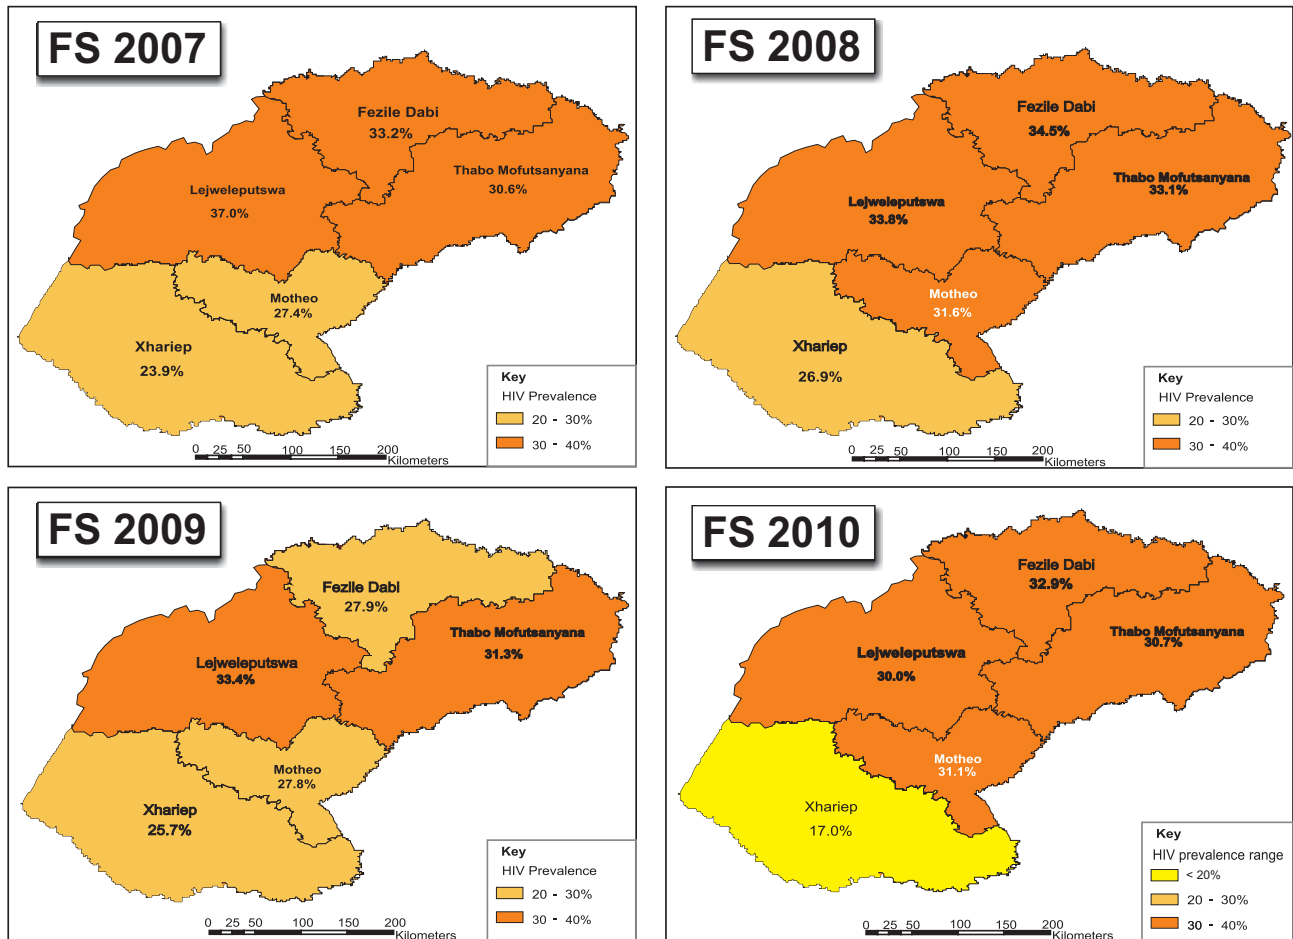 FS 2007
Fezile Dabi
33.2%
Thabo Mofutsanyana
30.6%
Lejweleputswa
37.0%
Motheo
27.4%
Xhariep
23.9%
Key
HIV Prevalence
20 - 30%
30 - 40%
0 25 50 100 150 200
Kilometers
FS 2008
Fezile Dabi
34.5%
Thabo Mofutsanyana
33.1%
Lejweleputswa
33.8%
Motheo
31.6%
Xhariep
26.9%
Key
HIV Prevalence
20 - 30%
30 - 40%
0 25 50 100 150 200
Kilometers
FS 2009
Fezile Dabi
27.9%
Thabo Mofutsanyana
31.3%
Lejweleputswa
33.4%
Motheo
27.8%
Xhariep
25.7%
Key
HIV Prevalence
20 - 30%
30 - 40%
0 25 50 100 150 200
Kilometers
FS 2010
Fezile Dabi
32.9%
Thabo Mofutsanyana
30.7%
Lejweleputswa
30.0%
Motheo
31.1%
Xhariep
17.0%
Key
HIV prevalence range
< 20%
20 - 30%
30 - 40%
0 25 50 100 150 200
Kilometers